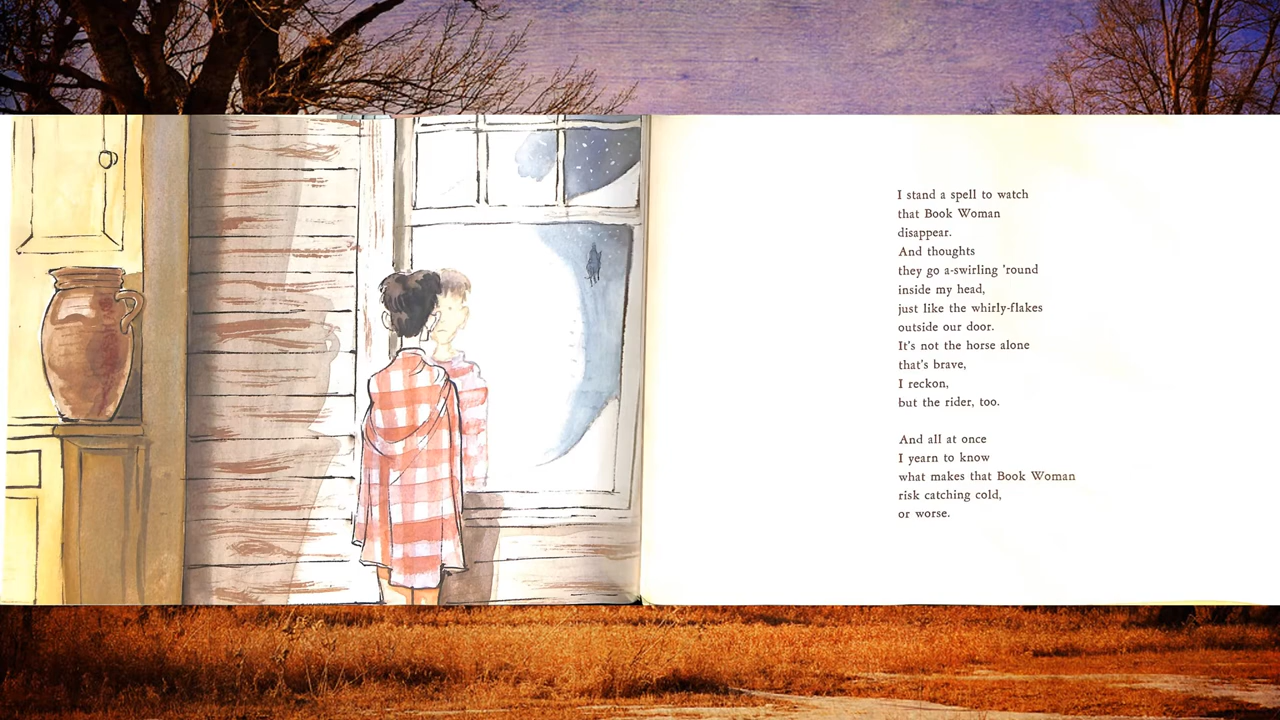 I stand a spell to watch
that Book Woman
disappear.
And thoughts
they go a-swirling ’round
inside my head,
just like the whirly-flakes
outside our door.
It’s not the horse alone
that’s brave,
I reckon,
but the rider, too.
And all at once
I yearn to know
what makes that Book Woman
risk catching cold,
or worse.